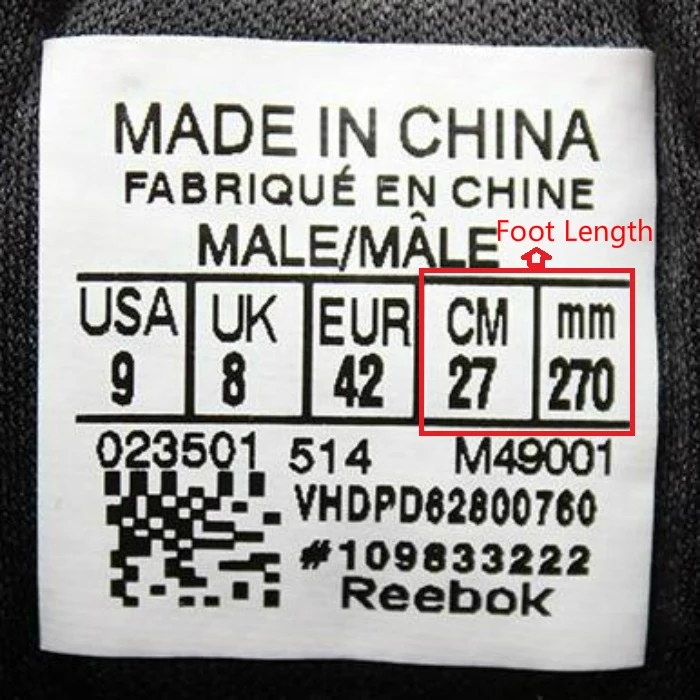 MADE IN CHINA
FABRIQUÉ EN CHINE
MALE/MÂLE
Foot Length
USA UK EUR CM mm
9 8 42 27 270
023501 514 M49001
VHDPD62800760
#109833222
Reebok